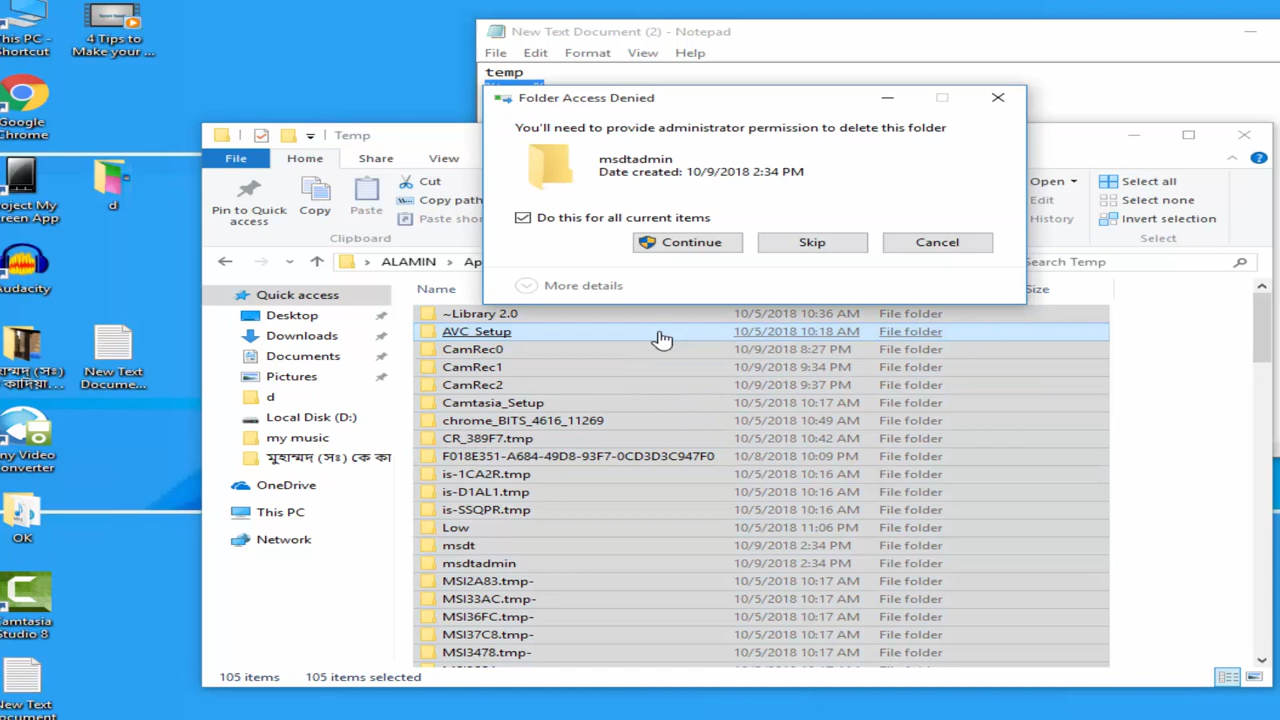 This PC -
Shortcut
4 Tips to
Make your ...
Google
Chrome
Project My
Screen App
d
Audacity
New Text
Docume...
Any Video
Converter
OK
Camtasia
Studio 8
New Text
Document
New Text Document (2) - Notepad
File Edit Format View Help
temp
Temp
File Home Share View
Pin to Quick
access
Copy
Paste
Cut
Copy path
Paste shor
Clipboard
Open
Edit
History
Select all
Select none
Invert selection
Select
ALAMIN Ap
Search Temp
Folder Access Denied
You'll need to provide administrator permission to delete this folder
msdtadmin
Date created: 10/9/2018 2:34 PM
Do this for all current items
Continue Skip Cancel
More details
Quick access
Desktop
Downloads
Documents
Pictures
d
Local Disk (D:)
my music
মুহাম্মদ (সঃ) কে কা
OneDrive
This PC
Network
Name Size
~Library 2.0 10/5/2018 10:36 AM File folder
AVC_Setup 10/5/2018 10:18 AM File folder
CamRec0 10/9/2018 8:27 PM File folder
CamRec1 10/9/2018 9:34 PM File folder
CamRec2 10/9/2018 9:37 PM File folder
Camtasia_Setup 10/5/2018 10:17 AM File folder
chrome_BITS_4616_11269 10/5/2018 10:49 AM File folder
CR_389F7.tmp 10/5/2018 10:42 AM File folder
F018E351-A684-49D8-93F7-0CD3D3C947F0 10/8/2018 10:09 PM File folder
is-1CA2R.tmp 10/5/2018 10:16 AM File folder
is-D1AL1.tmp 10/5/2018 10:16 AM File folder
is-SSQPR.tmp 10/5/2018 10:16 AM File folder
Low 10/5/2018 11:06 PM File folder
msdt 10/9/2018 2:34 PM File folder
msdtadmin 10/9/2018 2:34 PM File folder
MSI2A83.tmp- 10/5/2018 10:17 AM File folder
MSI33AC.tmp- 10/5/2018 10:17 AM File folder
MSI36FC.tmp- 10/5/2018 10:17 AM File folder
MSI37C8.tmp- 10/5/2018 10:17 AM File folder
MSI3478.tmp- 10/5/2018 10:17 AM File folder
105 items 105 items selected